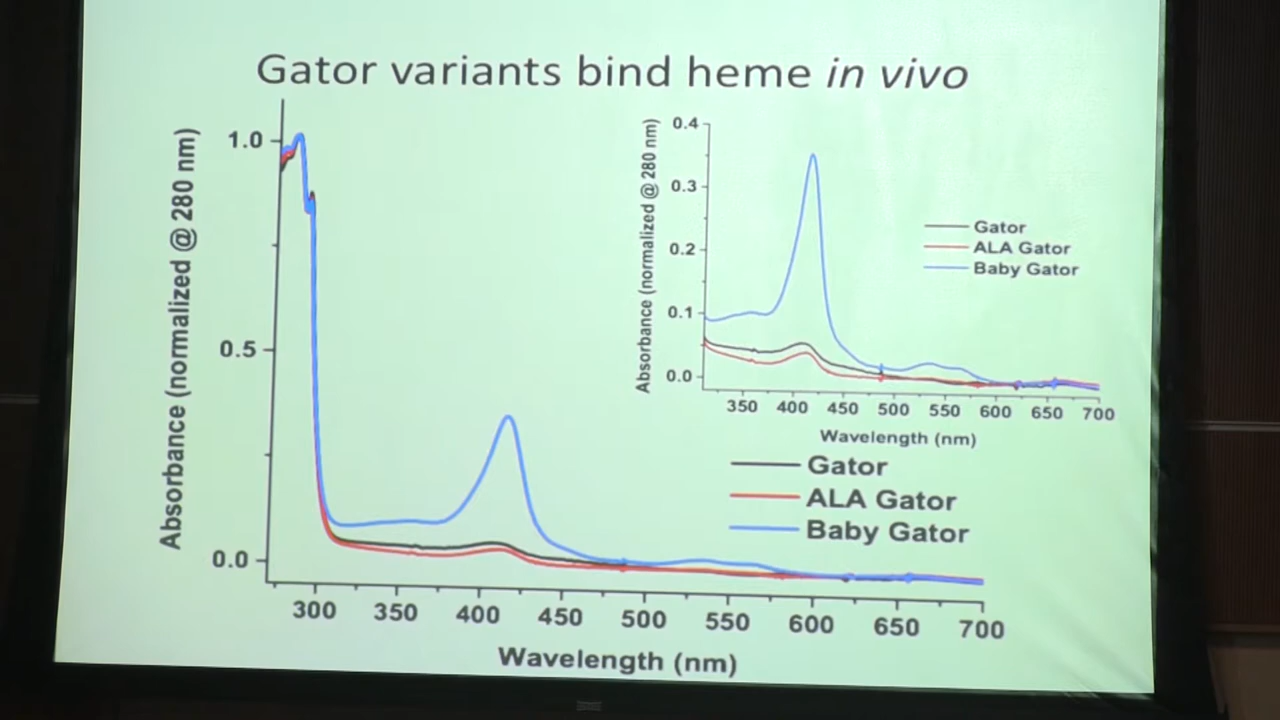 Gator variants bind heme in vivo
Absorbance (normalized @ 280 nm)
1.0
0.5
0.0
300 350 400 450 500 550 600 650 700
Wavelength (nm)
Gator
ALA Gator
Baby Gator
Absorbance (normalized @ 280 nm)
0.4
0.3
0.2
0.1
0.0
350 400 450 500 550 600 650 700
Wavelength (nm)
Gator
ALA Gator
Baby Gator